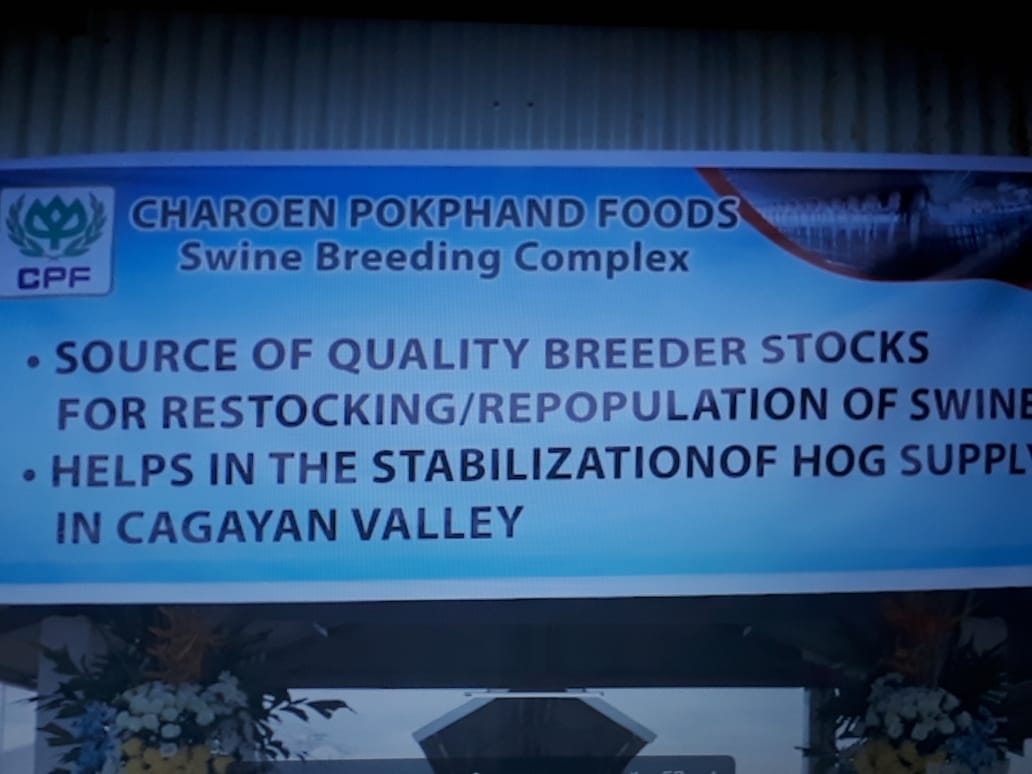 CHAROEN POKPHAND FOODS
Swine Breeding Complex
CPF
• SOURCE OF QUALITY BREEDER STOCKS
FOR RESTOCKING/REPOPULATION OF SWINE
• HELPS IN THE STABILIZATIONOF HOG SUPPLY
IN CAGAYAN VALLEY